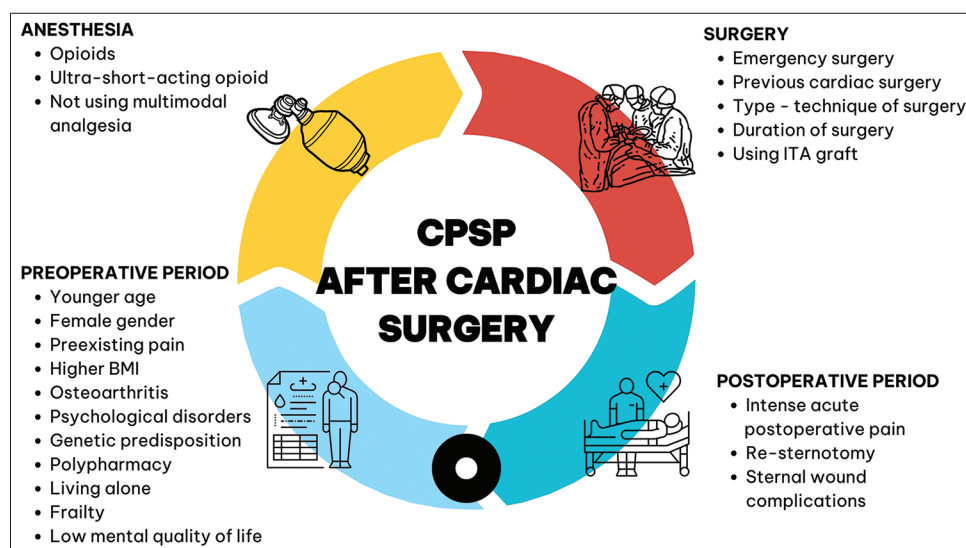 ANESTHESIA
• Opioids
• Ultra-short-acting opioid
• Not using multimodal
analgesia
SURGERY
• Emergency surgery
• Previous cardiac surgery
• Type - technique of surgery
• Duration of surgery
• Using ITA graft
CPSP
AFTER CARDIAC
SURGERY
PREOPERATIVE PERIOD
• Younger age
• Female gender
• Preexisting pain
• Higher BMI
• Osteoarthritis
• Psychological disorders
• Genetic predisposition
• Polypharmacy
• Living alone
• Frailty
• Low mental quality of life
POSTOPERATIVE PERIOD
• Intense acute
postoperative pain
• Re-sternotomy
• Sternal wound
complications